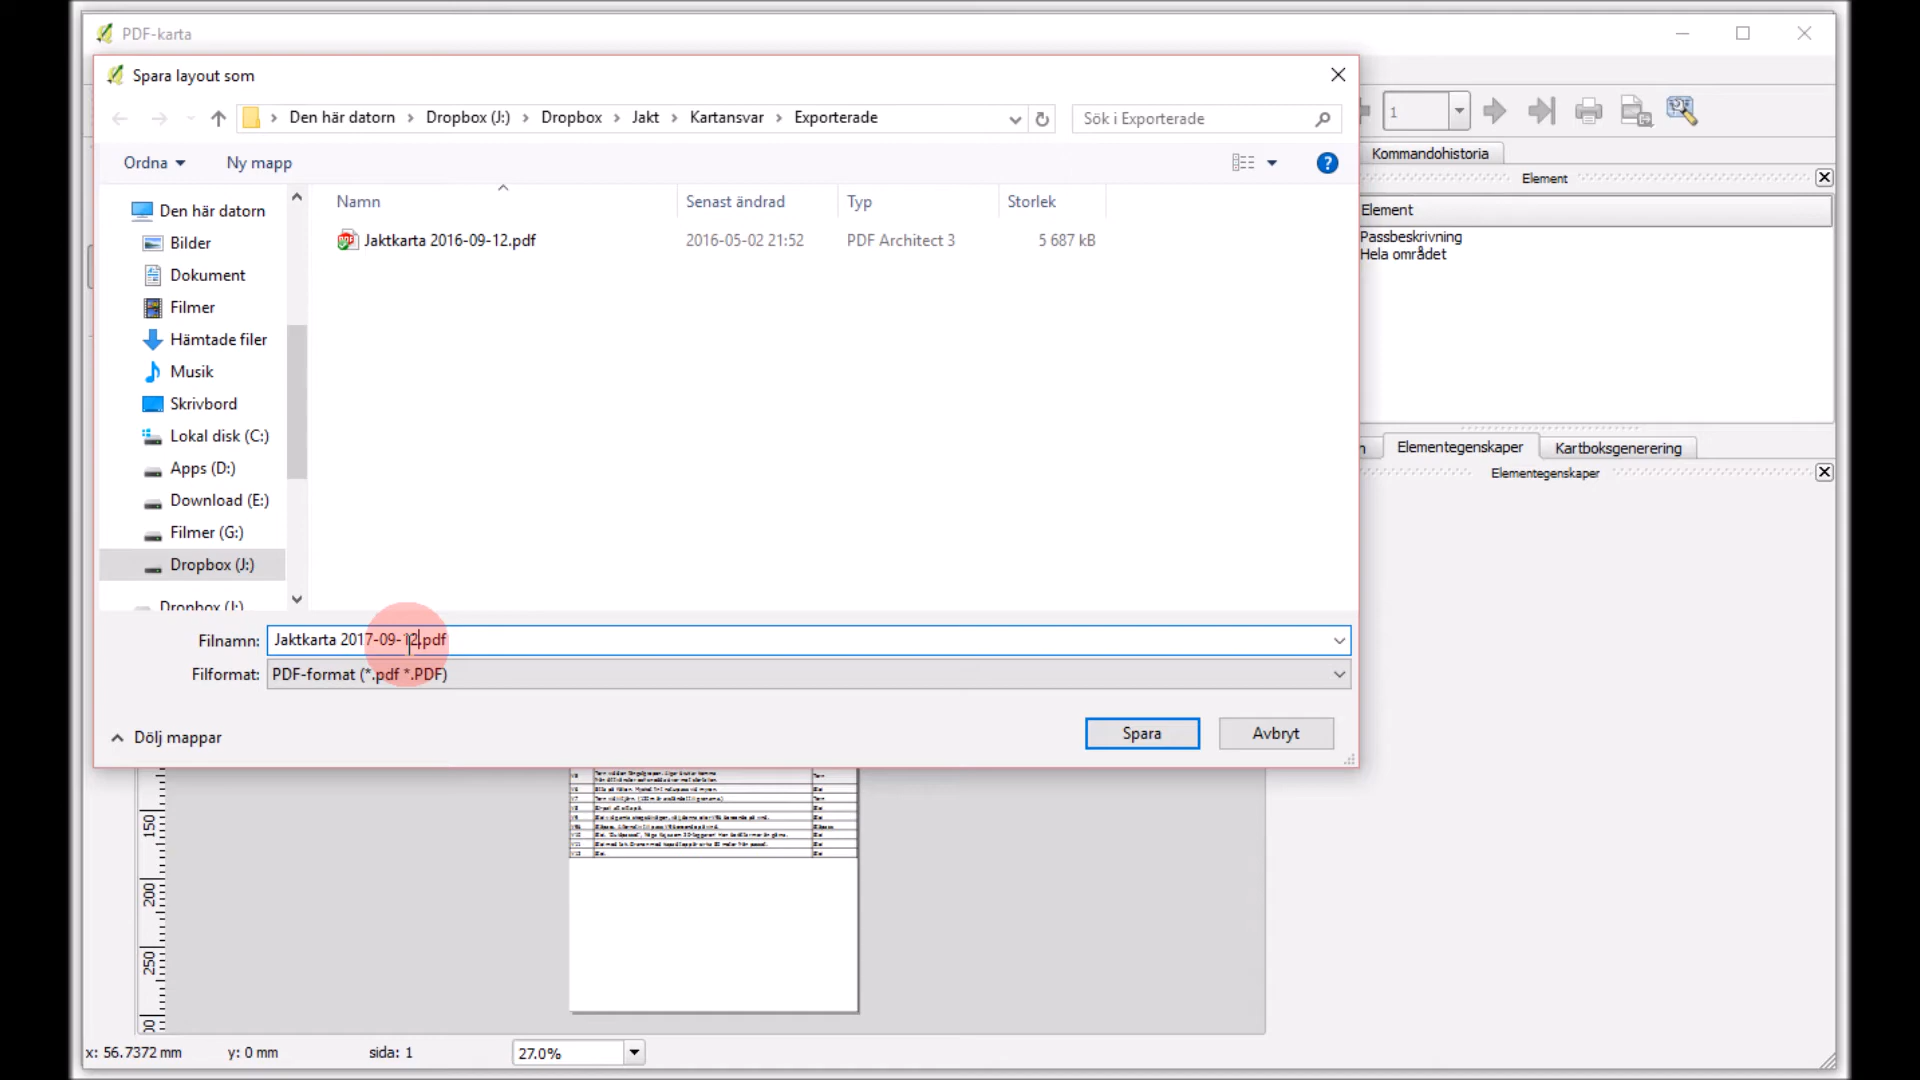 PDF-karta
Spara layout som
Den här datorn › Dropbox (J:) › Dropbox › Jakt › Kartansvar › Exporterade
Sök i Exporterade
1
Ordna
Ny mapp
?
Kommandohistoria
Element
Namn
Senast ändrad
Typ
Storlek
Element
Jaktkarta 2016-09-12.pdf
2016-05-02 21:52
PDF Architect 3
5 687 kB
Passbeskrivning
Hela området
Den här datorn
Bilder
Dokument
Filmer
Hämtade filer
Musik
Skrivbord
Lokal disk (C:)
Apps (D:)
Download (E:)
Filmer (G:)
Dropbox (J:)
Dropbox (J:)
Elementegenskaper
Kartboksgenerering
Elementegenskaper
Filnamn:
Jaktkarta 2017-09-12.pdf
Filformat:
PDF-format (*.pdf *.PDF)
Dölj mappar
Spara
Avbryt
150
200
250
x: 56.7372 mm
y: 0 mm
sida: 1
27.0%